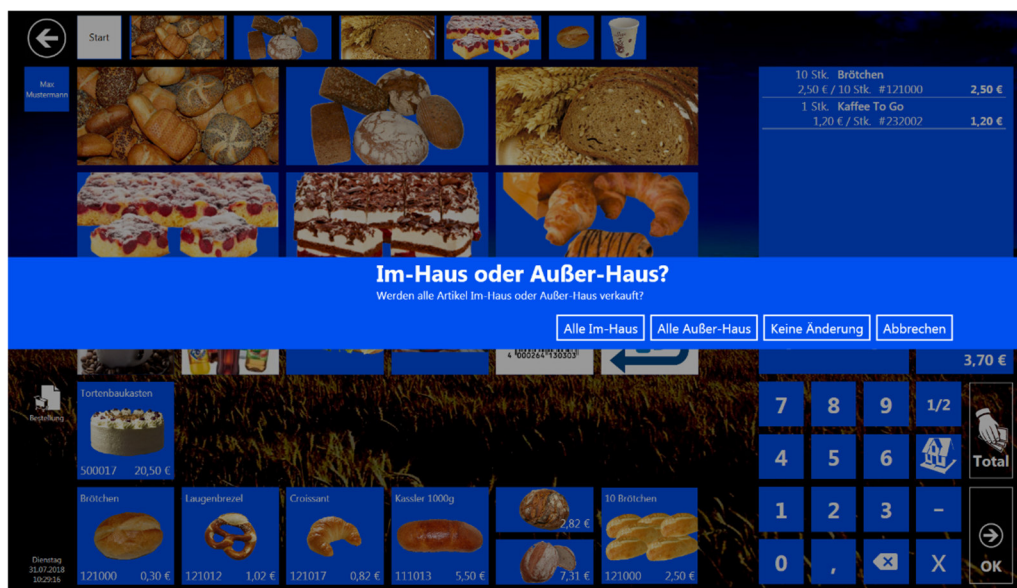 Start
Max
Mustermann
10 Stk. Brötchen
2,50 € / 10 Stk. #121000 2,50 €
1 Stk. Kaffee To Go
1,20 € / Stk. #232002 1,20 €
Im-Haus oder Außer-Haus?
Werden alle Artikel Im-Haus oder Außer-Haus verkauft?
Alle Im-Haus Alle Außer-Haus Keine Änderung Abbrechen
4 000264 130303
3,70 €
Bestellung
Tortenbaukasten
500017 20,50 €
7 8 9 1/2
4 5 6 Total
Brötchen Laugenbrezel Croissant Kassler 1000g 10 Brötchen
2,82 €
1 2 3 -
Dienstag
31.07.2018
10:29:16
121000 0,30 € 121012 1,02 € 121017 0,82 € 111013 5,50 € 7,31 € 121000 2,50 €
0 , X OK